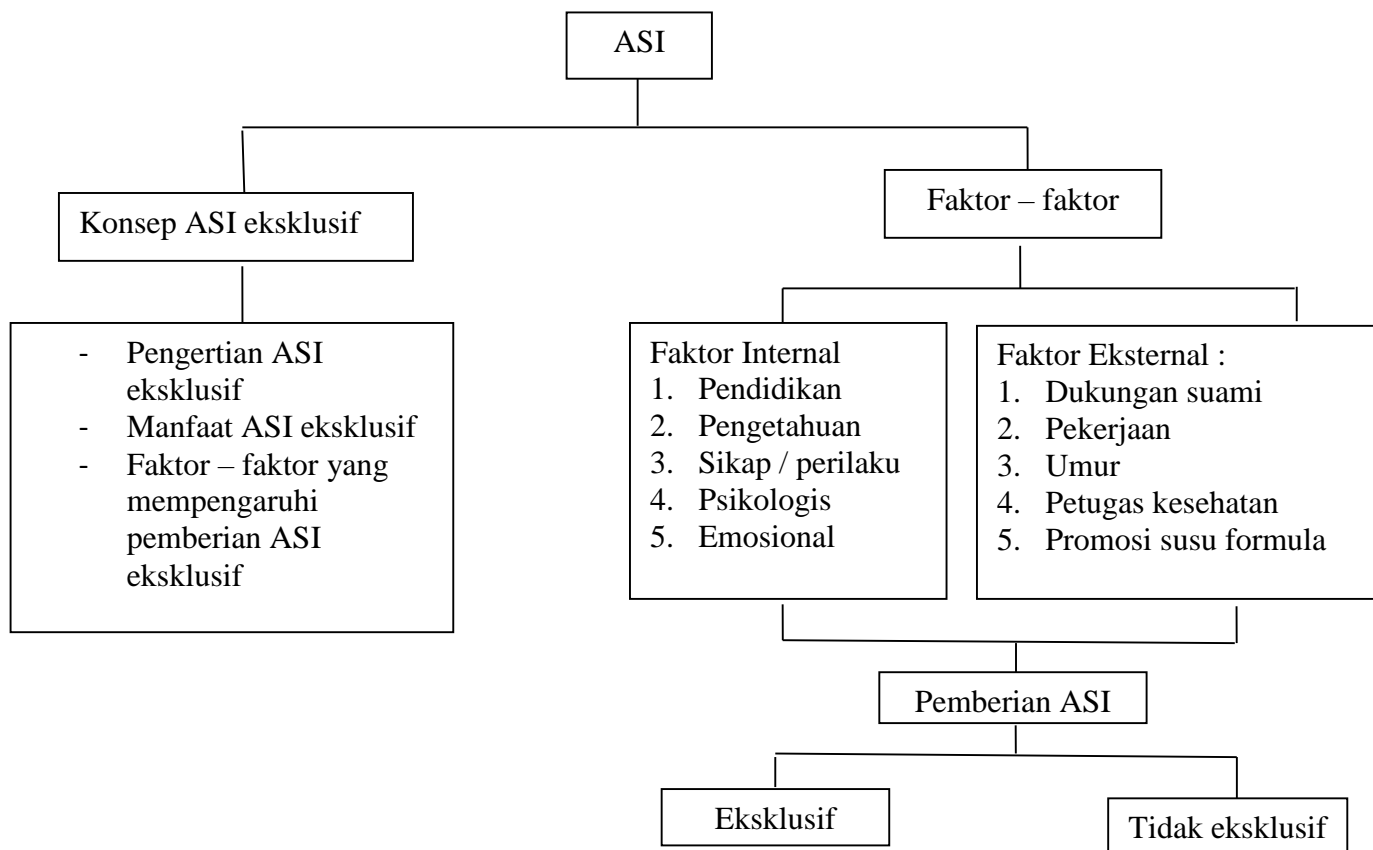 ASI
Konsep ASI eksklusif
Faktor – faktor
- Pengertian ASI
eksklusif
- Manfaat ASI eksklusif
- Faktor – faktor yang
mempengaruhi
pemberian ASI
eksklusif
Faktor Internal
1. Pendidikan
2. Pengetahuan
3. Sikap / perilaku
4. Psikologis
5. Emosional
Faktor Eksternal :
1. Dukungan suami
2. Pekerjaan
3. Umur
4. Petugas kesehatan
5. Promosi susu formula
Pemberian ASI
Eksklusif
Tidak eksklusif